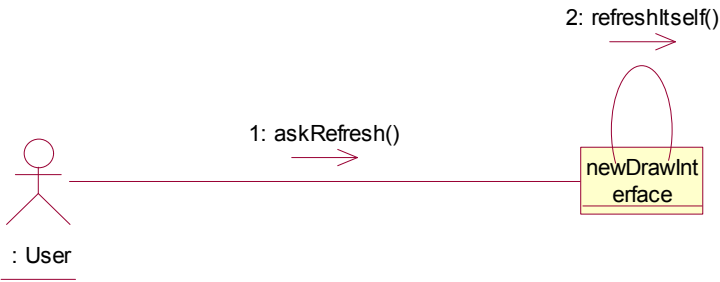 2: refreshItself()
1: askRefresh()
newDrawInt
erface
: User